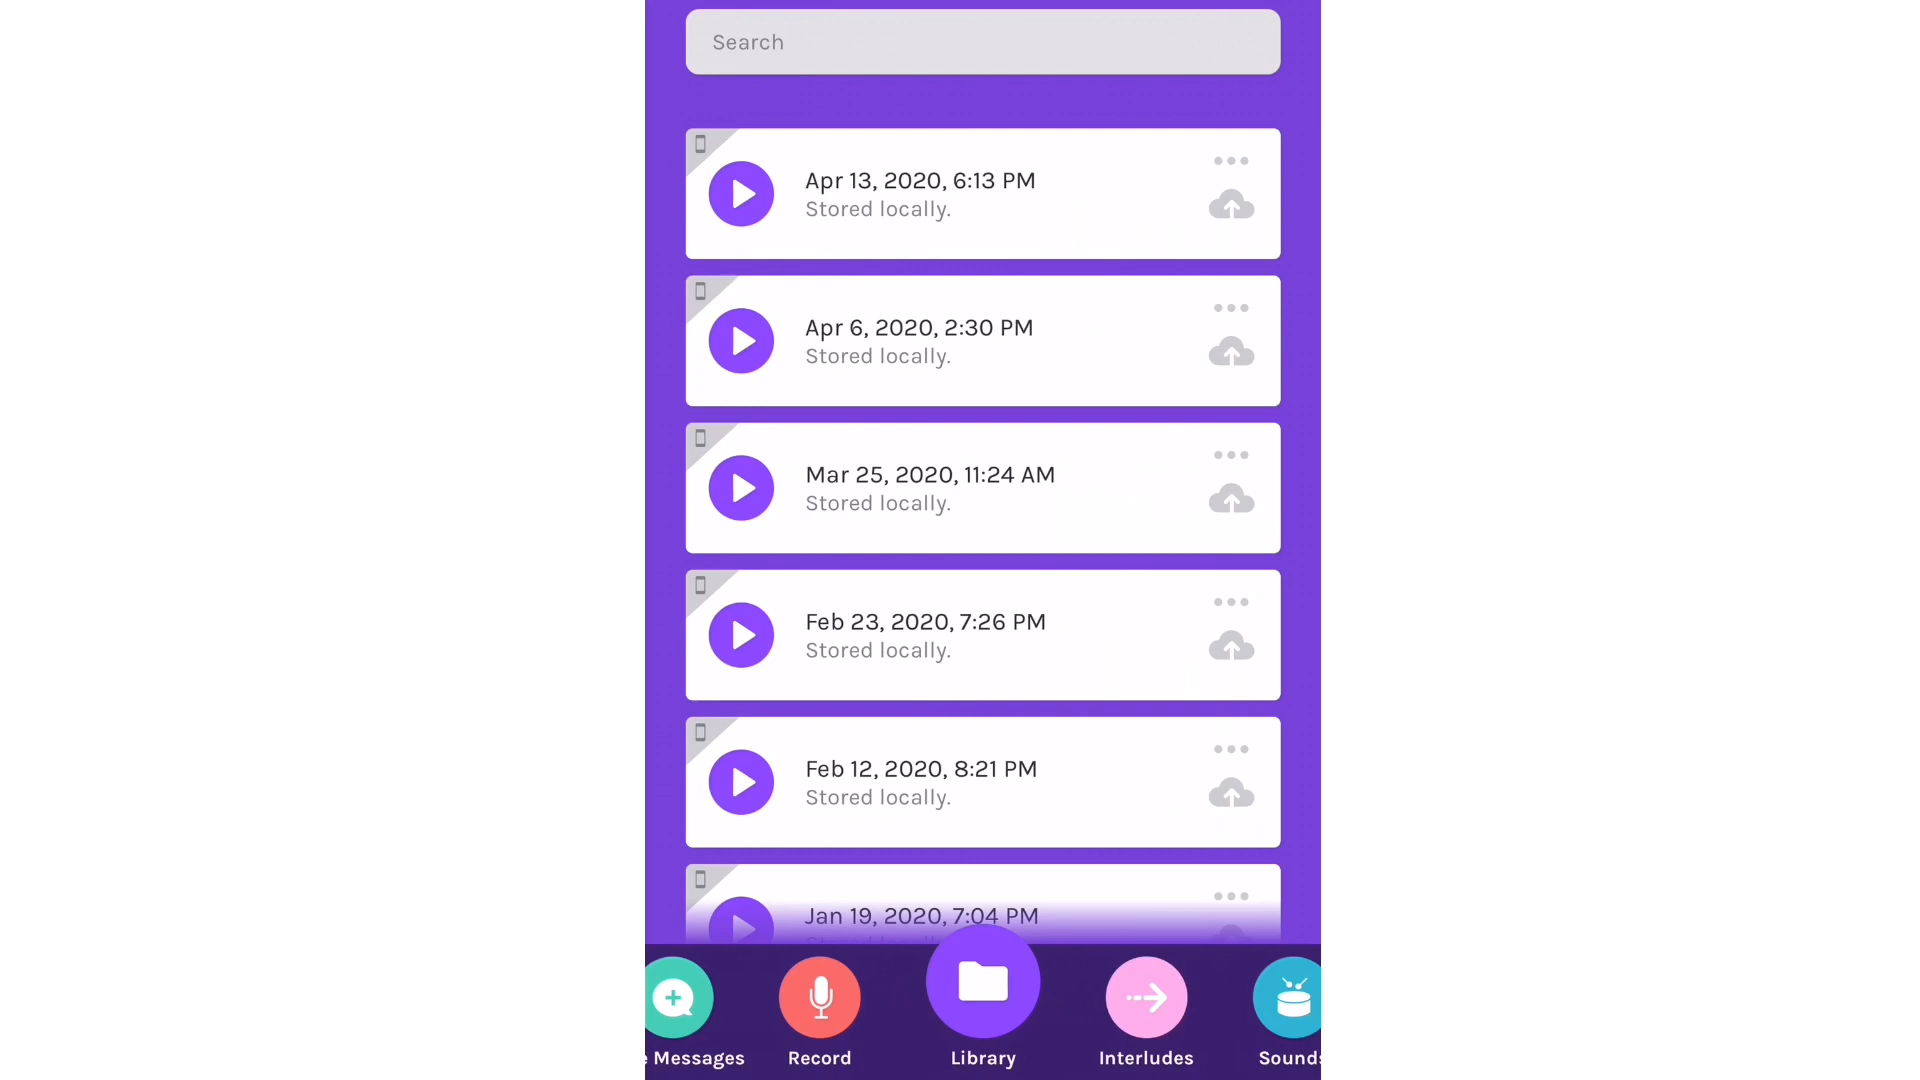 Search
Apr 13, 2020, 6:13 PM
Stored locally.
Apr 6, 2020, 2:30 PM
Stored locally.
Mar 25, 2020, 11:24 AM
Stored locally.
Feb 23, 2020, 7:26 PM
Stored locally.
Feb 12, 2020, 8:21 PM
Stored locally.
Jan 19, 2020, 7:04 PM
e Messages
Record
Library
Interludes
Sounds